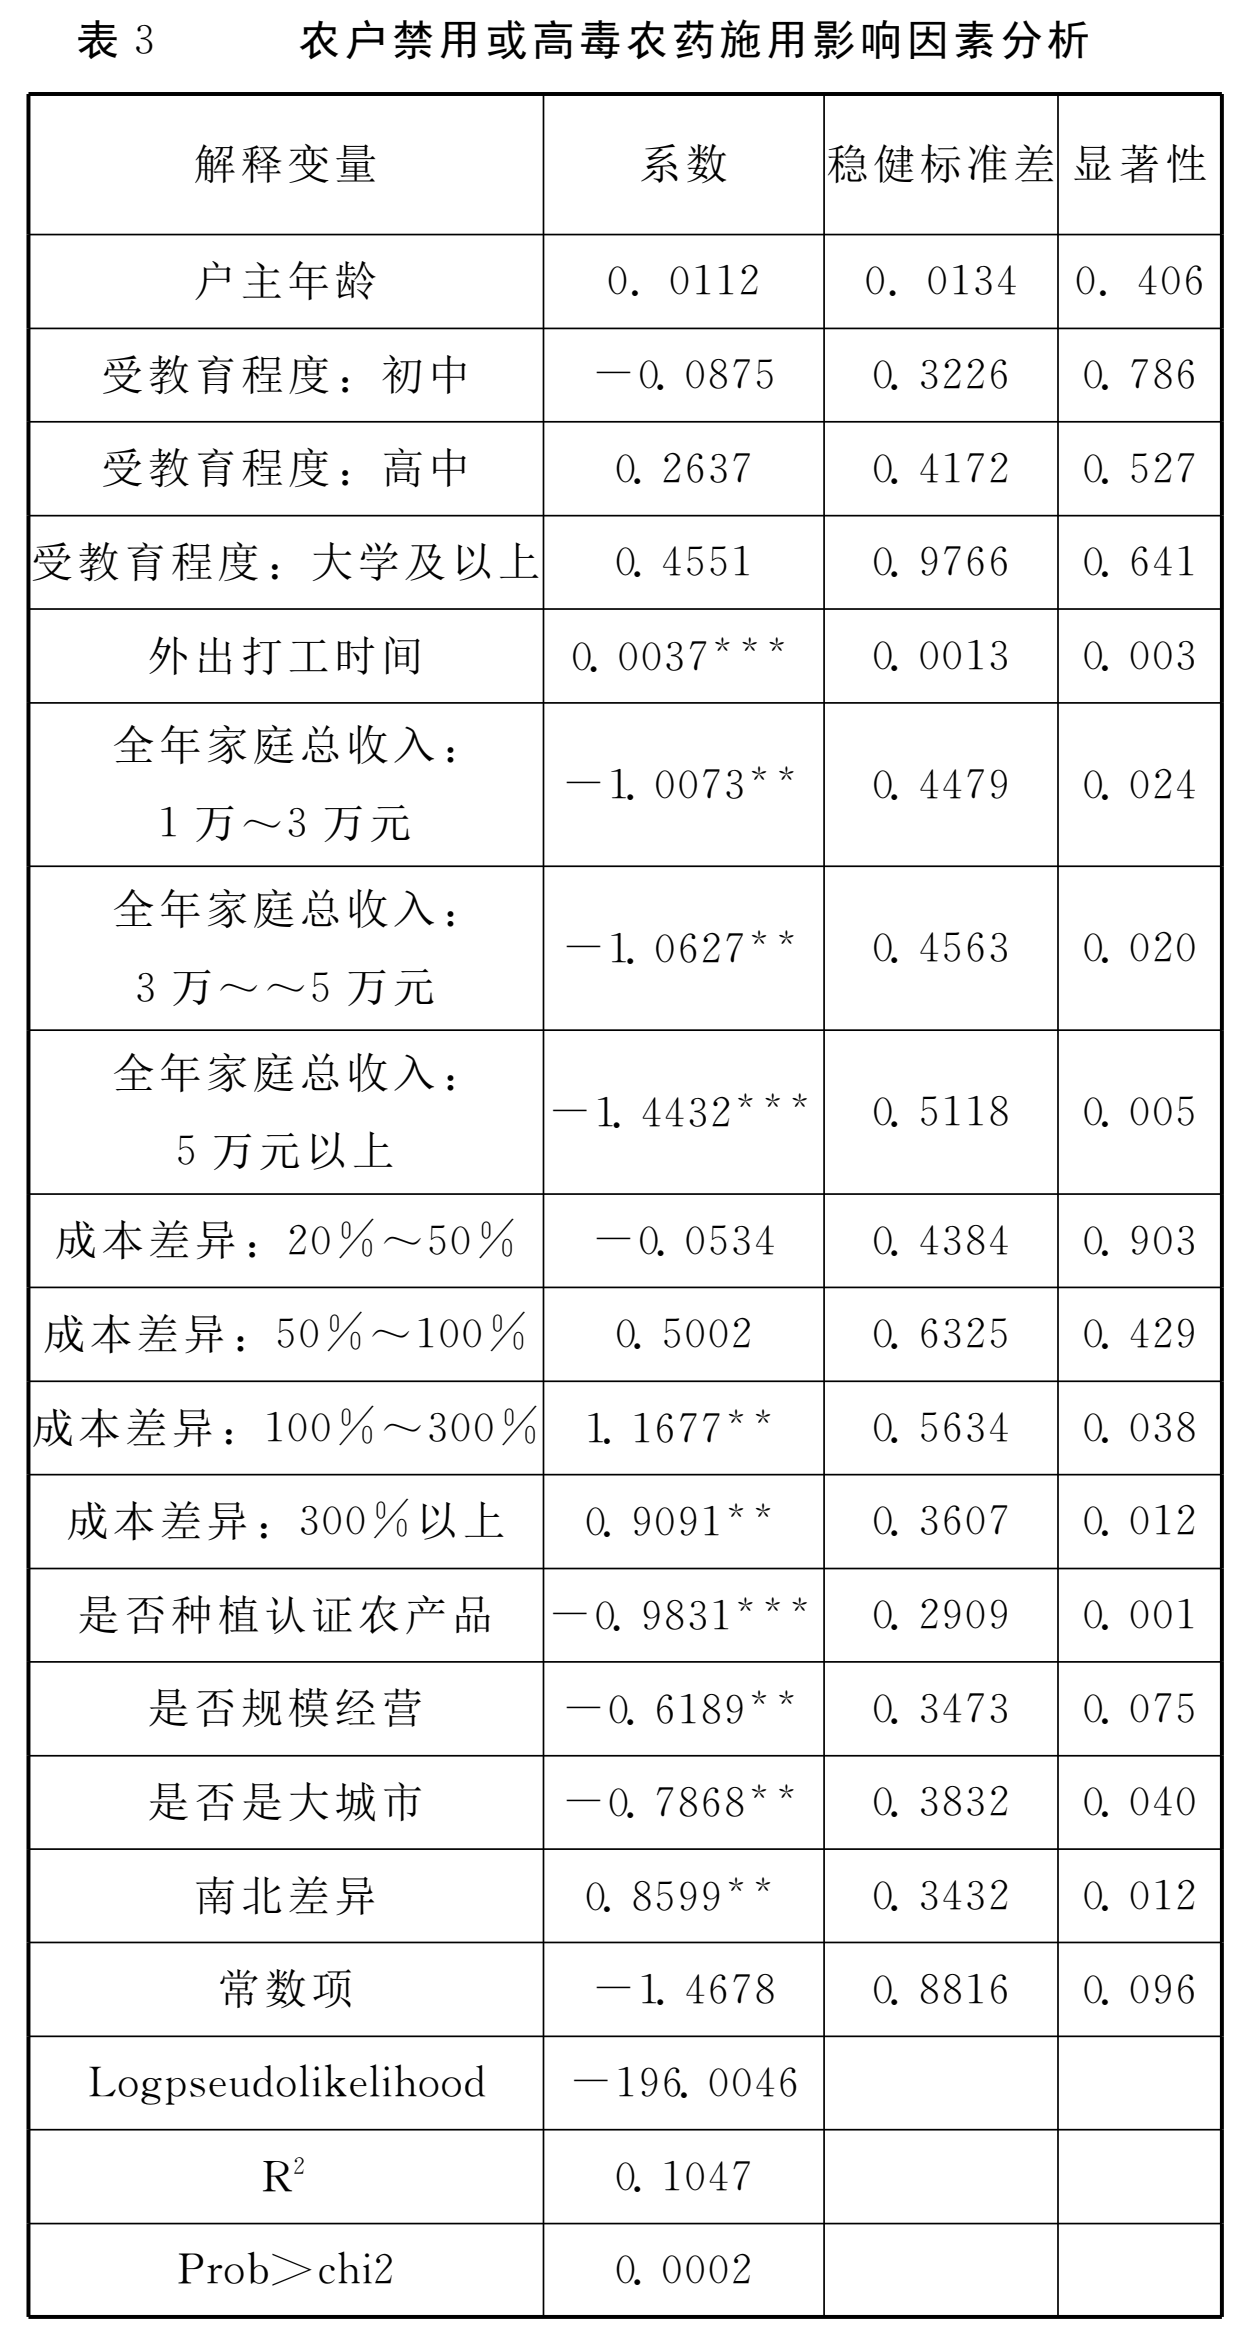 表 3 农户禁用或高毒农药施用影响因素分析
解释变量 系数 稳健标准差 显著性
户主年龄 0.0112 0.0134 0.406
受教育程度：初中 －0.0875 0.3226 0.786
受教育程度：高中 0.2637 0.4172 0.527
受教育程度：大学及以上 0.4551 0.9766 0.641
外出打工时间 0.0037*** 0.0013 0.003
全年家庭总收入：
1 万～3 万元 －1.0073** 0.4479 0.024
全年家庭总收入：
3 万～～5 万元 －1.0627** 0.4563 0.020
全年家庭总收入：
5 万元以上 －1.4432*** 0.5118 0.005
成本差异：20%～50% －0.0534 0.4384 0.903
成本差异：50%～100% 0.5002 0.6325 0.429
成本差异：100%～300% 1.1677** 0.5634 0.038
成本差异：300%以上 0.9091** 0.3607 0.012
是否种植认证农产品 －0.9831*** 0.2909 0.001
是否规模经营 －0.6189** 0.3473 0.075
是否是大城市 －0.7868** 0.3832 0.040
南北差异 0.8599** 0.3432 0.012
常数项 －1.4678 0.8816 0.096
Logpseudolikelihood －196.0046
R² 0.1047
Prob＞chi2 0.0002